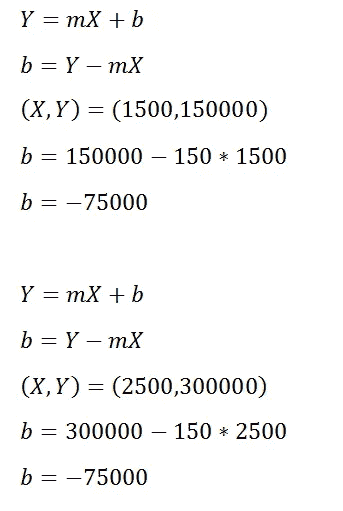 Y = mX + b
b = Y − mX
(X, Y) = (1500,150000)
b = 150000 − 150 ∗ 1500
b = −75000
Y = mX + b
b = Y − mX
(X, Y) = (2500,300000)
b = 300000 − 150 ∗ 2500
b = −75000